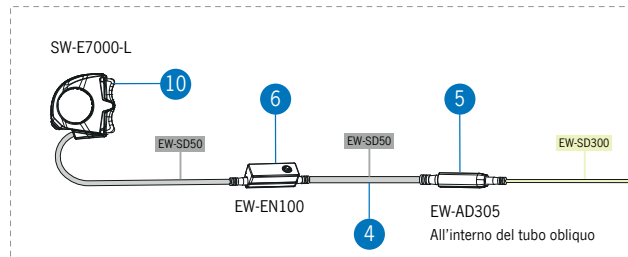 SW-E7000-L
10
6
5
EW-SD50
EW-SD50
EW-SD300
EW-EN100
4
EW-AD305
All'interno del tubo obliquo